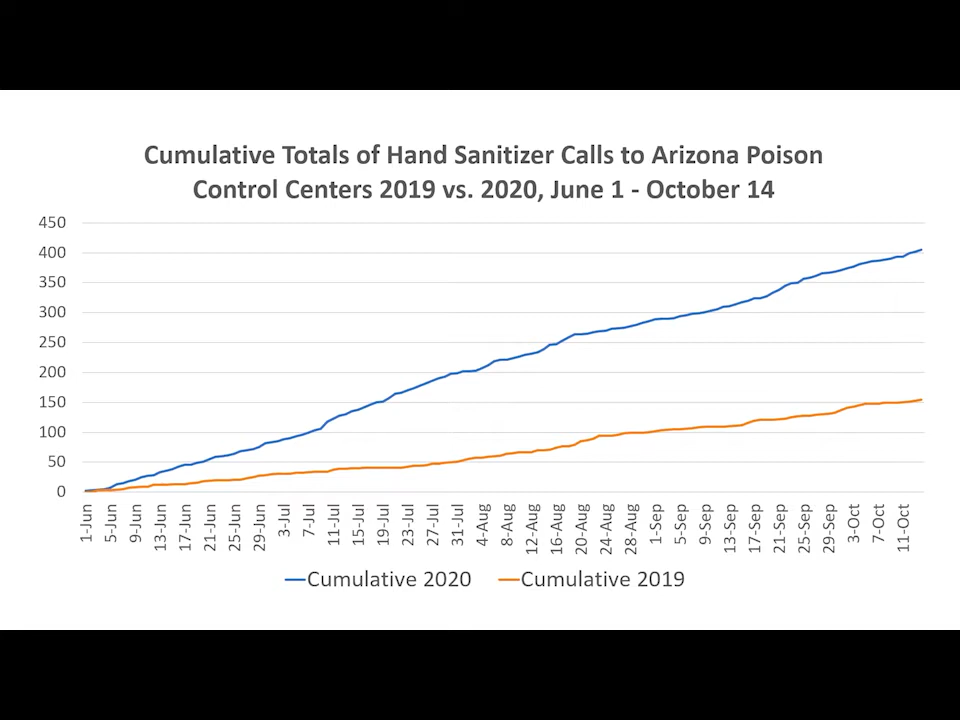 Cumulative Totals of Hand Sanitizer Calls to Arizona Poison
Control Centers 2019 vs. 2020, June 1 - October 14
450
400
350
300
250
200
150
100
50
0
1-Jun
5-Jun
9-Jun
13-Jun
17-Jun
21-Jun
25-Jun
29-Jun
3-Jul
7-Jul
11-Jul
15-Jul
19-Jul
23-Jul
27-Jul
31-Jul
4-Aug
8-Aug
12-Aug
16-Aug
20-Aug
24-Aug
28-Aug
1-Sep
5-Sep
9-Sep
13-Sep
17-Sep
21-Sep
25-Sep
29-Sep
3-Oct
7-Oct
11-Oct
Cumulative 2020
Cumulative 2019